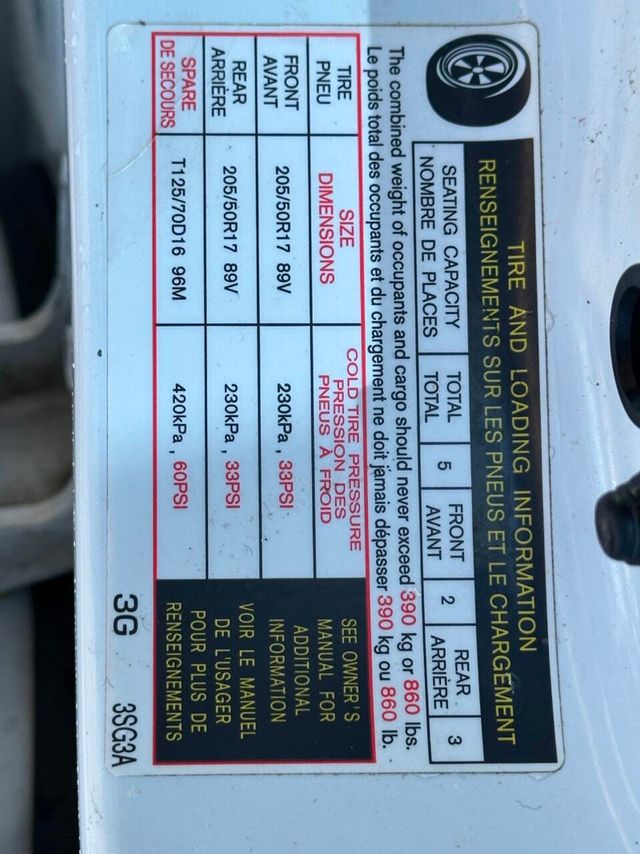 TIRE AND LOADING INFORMATION
RENSEIGNEMENTS SUR LES PNEUS ET LE CHARGEMENT
SEATING CAPACITY TOTAL 5 FRONT 2 REAR 3
NOMBRE DE PLACES TOTAL AVANT ARRIÈRE
The combined weight of occupants and cargo should never exceed 390 kg or 860 lbs.
Le poids total des occupants et du chargement ne doit jamais dépasser 390 kg ou 860 lb.
TIRE
PNEU
SIZE
DIMENSIONS
COLD TIRE PRESSURE
PRESSION DES
PNEUS À FROID
FRONT
AVANT
205/50R17 89V
230kPa, 33PSI
REAR
ARRIÈRE
205/50R17 89V
230kPa, 33PSI
SPARE
DE SECOURS
T125/70D16 96M
420kPa, 60PSI
SEE OWNER'S
MANUAL FOR
ADDITIONAL
INFORMATION
VOIR LE MANUEL
DE L'USAGER
POUR PLUS DE
RENSEIGNEMENTS
3G 3SG3A